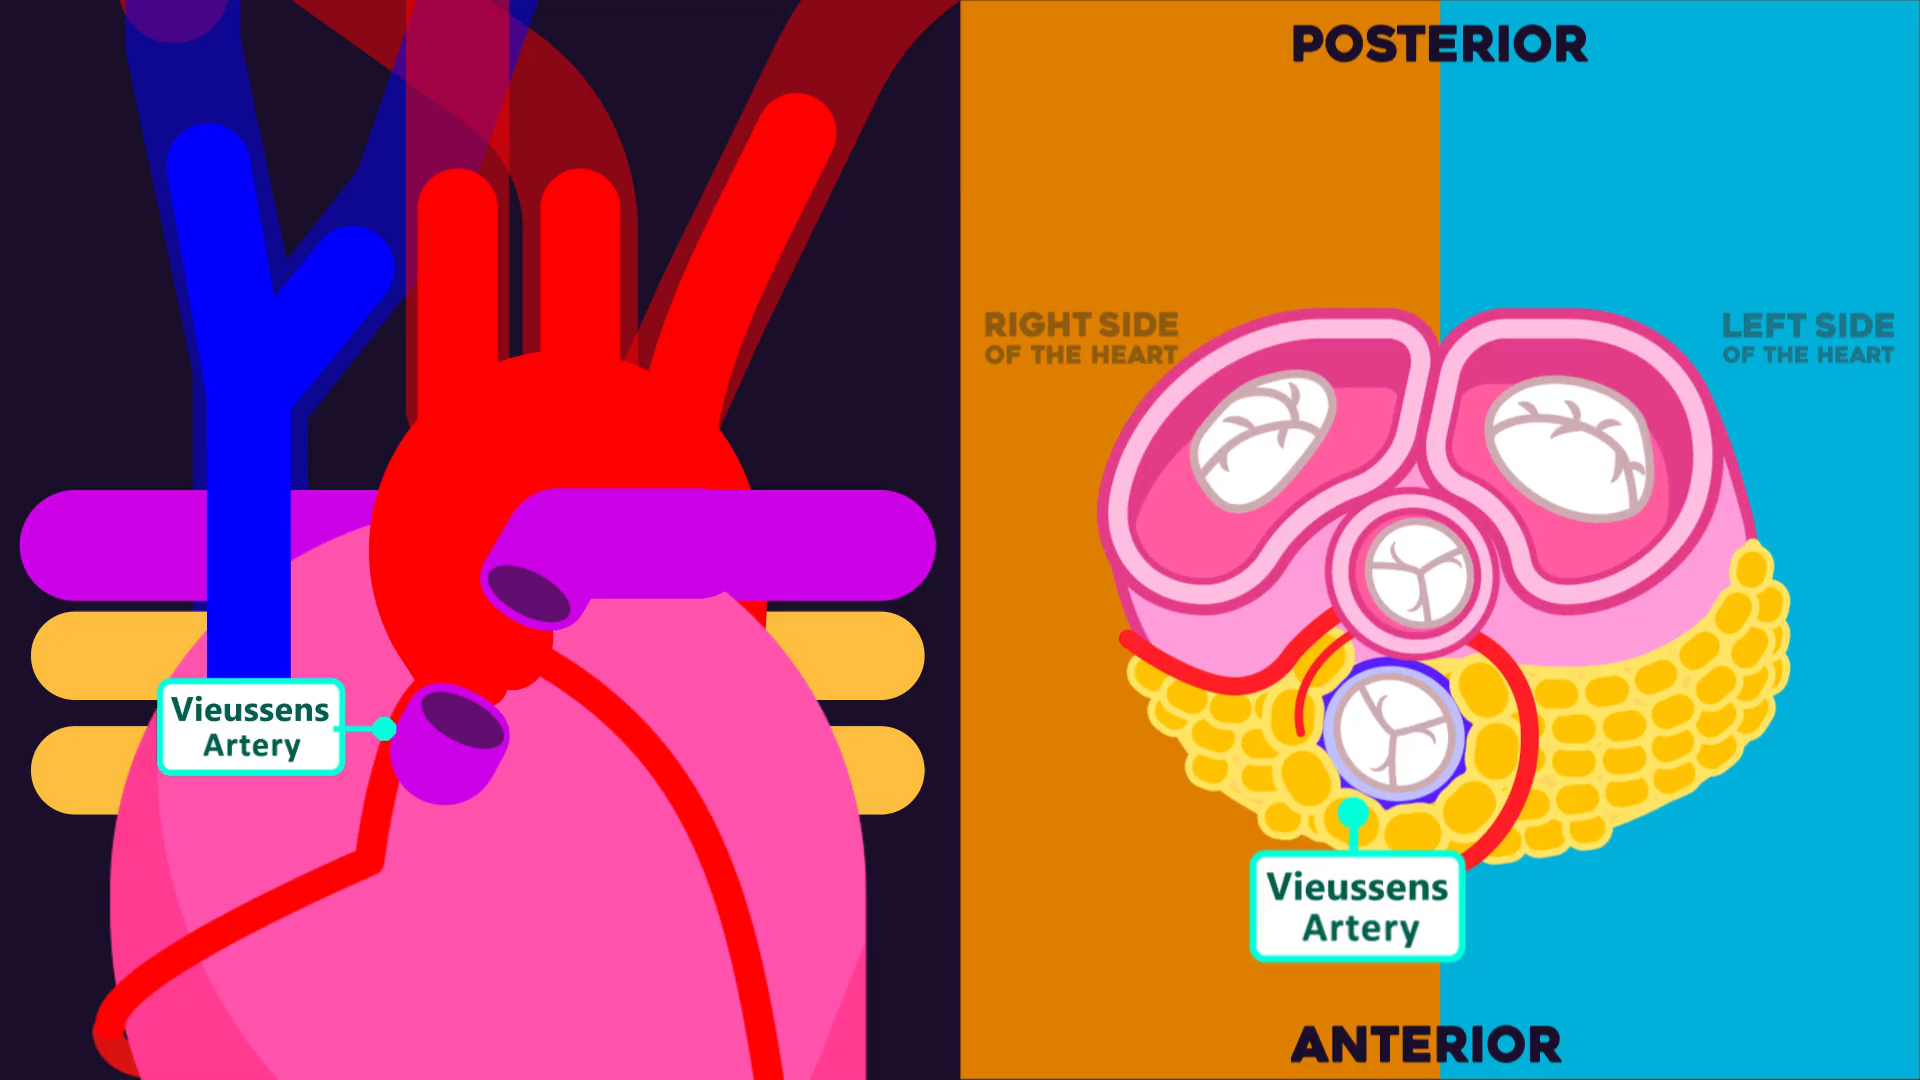 Vieussens
Artery
POSTERIOR
RIGHT SIDE
OF THE HEART
LEFT SIDE
OF THE HEART
Vieussens
Artery
ANTERIOR